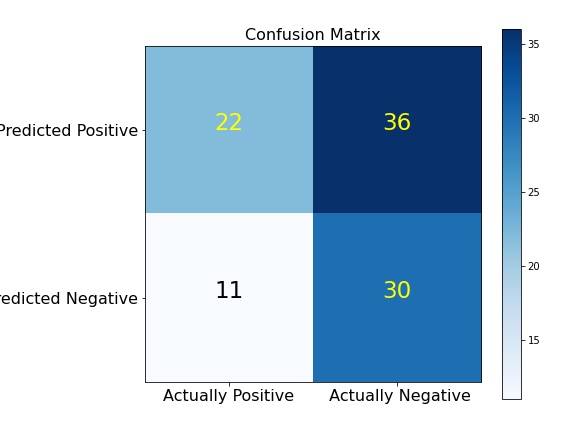 Confusion Matrix
35
Predicted Positive
22
36
30
25
20
redicted Negative
11
30
15
Actually Positive
Actually Negative